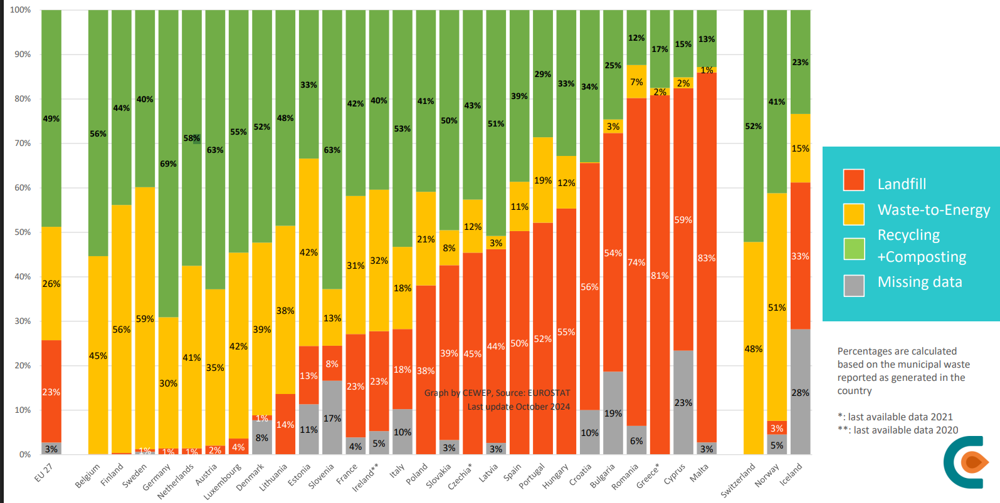 100%
90%
80%
70%
60%
50%
40%
30%
20%
10%
0%
49%
26%
23%
3%
EU 27
56%
45%
Belgium
44%
56%
Finland
40%
59%
1%
Sweden
69%
30%
1%
Germany
58%
41%
1%
Netherlands
63%
35%
2%
Austria
55%
42%
4%
Luxembourg
52%
39%
1%
8%
Denmark
48%
38%
14%
Lithuania
33%
42%
13%
11%
Estonia
63%
13%
8%
17%
Slovenia
42%
31%
23%
4%
France
40%
32%
23%
5%
Ireland**
53%
18%
18%
10%
Italy
41%
21%
38%
Poland
50%
8%
39%
3%
Slovakia
43%
12%
45%
Czechia*
51%
3%
44%
3%
Latvia
39%
11%
50%
Spain
29%
19%
52%
Portugal
33%
12%
55%
Hungary
34%
56%
10%
Croatia
25%
3%
54%
19%
Bulgaria
12%
7%
74%
6%
Romania
17%
2%
81%
Greece*
15%
2%
59%
23%
Cyprus
13%
1%
83%
3%
Malta
52%
48%
Switzerland
41%
51%
3%
5%
Norway
23%
15%
33%
28%
Iceland
Graph by CEWEP, Source: EUROSTAT
Last update October 2024
Landfill
Waste-to-Energy
Recycling
+Composting
Missing data
Percentages are calculated
based on the municipal waste
reported as generated in the
country
*: last available data 2021
**: last available data 2020